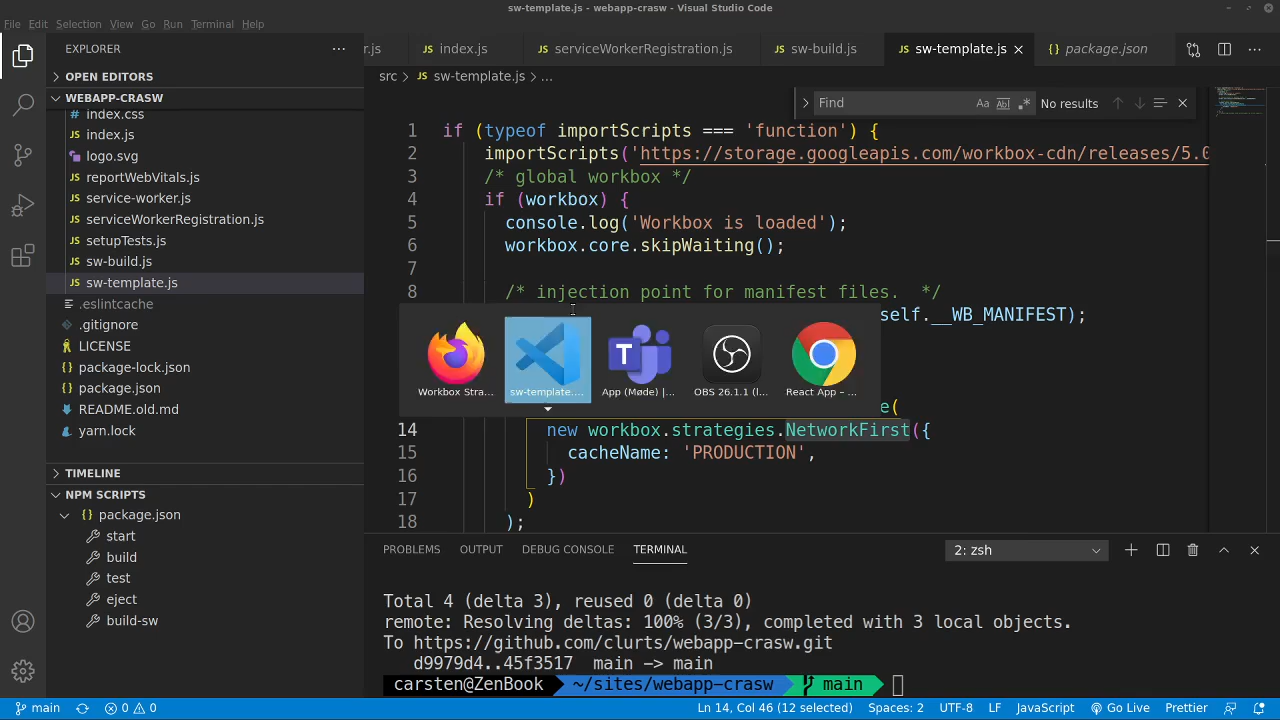 sw-template.js - webapp-crasw - Visual Studio Code
File Edit Selection View Go Run Terminal Help
EXPLORER
OPEN EDITORS
WEBAPP-CRASW
index.css
index.js
logo.svg
reportWebVitals.js
service-worker.js
serviceWorkerRegistration.js
setupTests.js
sw-build.js
sw-template.js
.eslintcache
.gitignore
LICENSE
package-lock.json
package.json
README.old.md
yarn.lock
TIMELINE
NPM SCRIPTS
package.json
start
build
test
eject
build-sw
r.js index.js serviceWorkerRegistration.js sw-build.js sw-template.js package.json
src > sw-template.js > ...
Find Aa Ab .* No results
1 if (typeof importScripts === 'function') {
2 importScripts('https://storage.googleapis.com/workbox-cdn/releases/5.0
3 /* global workbox */
4 if (workbox) {
5 console.log('Workbox is loaded');
6 workbox.core.skipWaiting();
7
8 /* injection point for manifest files.  */
self.__WB_MANIFEST);
Workbox Stra... sw-template.... App (Møde) |... OBS 26.1.1 (l... React App – ...
e(
14 new workbox.strategies.NetworkFirst({
15 cacheName: 'PRODUCTION',
16 })
17 )
18 );
PROBLEMS OUTPUT DEBUG CONSOLE TERMINAL 2: zsh
Total 4 (delta 3), reused 0 (delta 0)
remote: Resolving deltas: 100% (3/3), completed with 3 local objects.
To https://github.com/clurts/webapp-crasw.git
d9979d4..45f3517  main -> main
carsten@ZenBook ~/sites/webapp-crasw main
main 0 0 Ln 14, Col 46 (12 selected) Spaces: 2 UTF-8 LF JavaScript Go Live Prettier